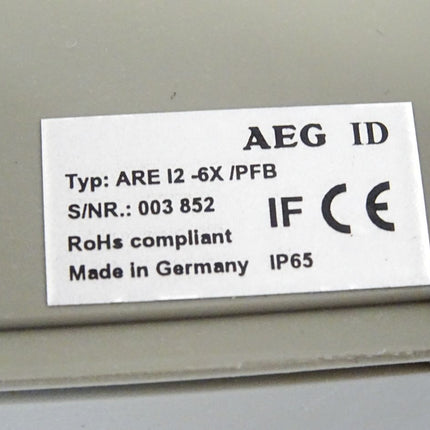 AEG ID
Typ: ARE I2 -6X /PFB
S/NR.: 003 852 IF CE
RoHs compliant
Made in Germany IP65